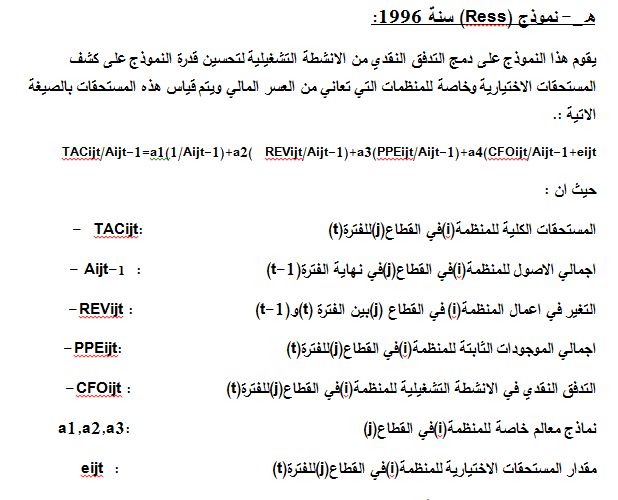 هـ_ - نموذج (Ress) سنة 1996:
يقوم هذا النموذج على دمج التدفق النقدي من الانشطة التشغيلية لتحسين قدرة النموذج على كشف
المستحقات الاختيارية وخاصة للمنظمات التي تعاني من العسر المالي ويتم قياس هذه المستحقات بالصيغة
الاتية :.
TACijt/Aijt-1=a1(1/Aijt-1)+a2( REVijt/Aijt-1)+a3(PPEijt/Aijt-1)+a4(CFOijt/Aijt-1+eijt
حيث ان :
- TACijt: المستحقات الكلية للمنظمة(i)في القطاع(j)للفترة(t)
- Aijt-1 : اجمالي الاصول للمنظمة(i)في القطاع(j)في نهاية الفترة(t-1)
-REVijt : التغير في اعمال المنظمة(i)في القطاع (j)بين الفترة (t)و(t-1)
-PPEijt: اجمالي الموجودات الثابتة للمنظمة(i)في القطاع(j)للفترة(t)
-CFOijt : التدفق النقدي في الانشطة التشغيلية للمنظمة(i)في القطاع(j)للفترة(t)
a1,a2,a3: نماذج معالم خاصة للمنظمة(i)في القطاع(j)
eijt : مقدار المستحقات الاختيارية للمنظمة(i)في القطاع(j)للفترة(t)